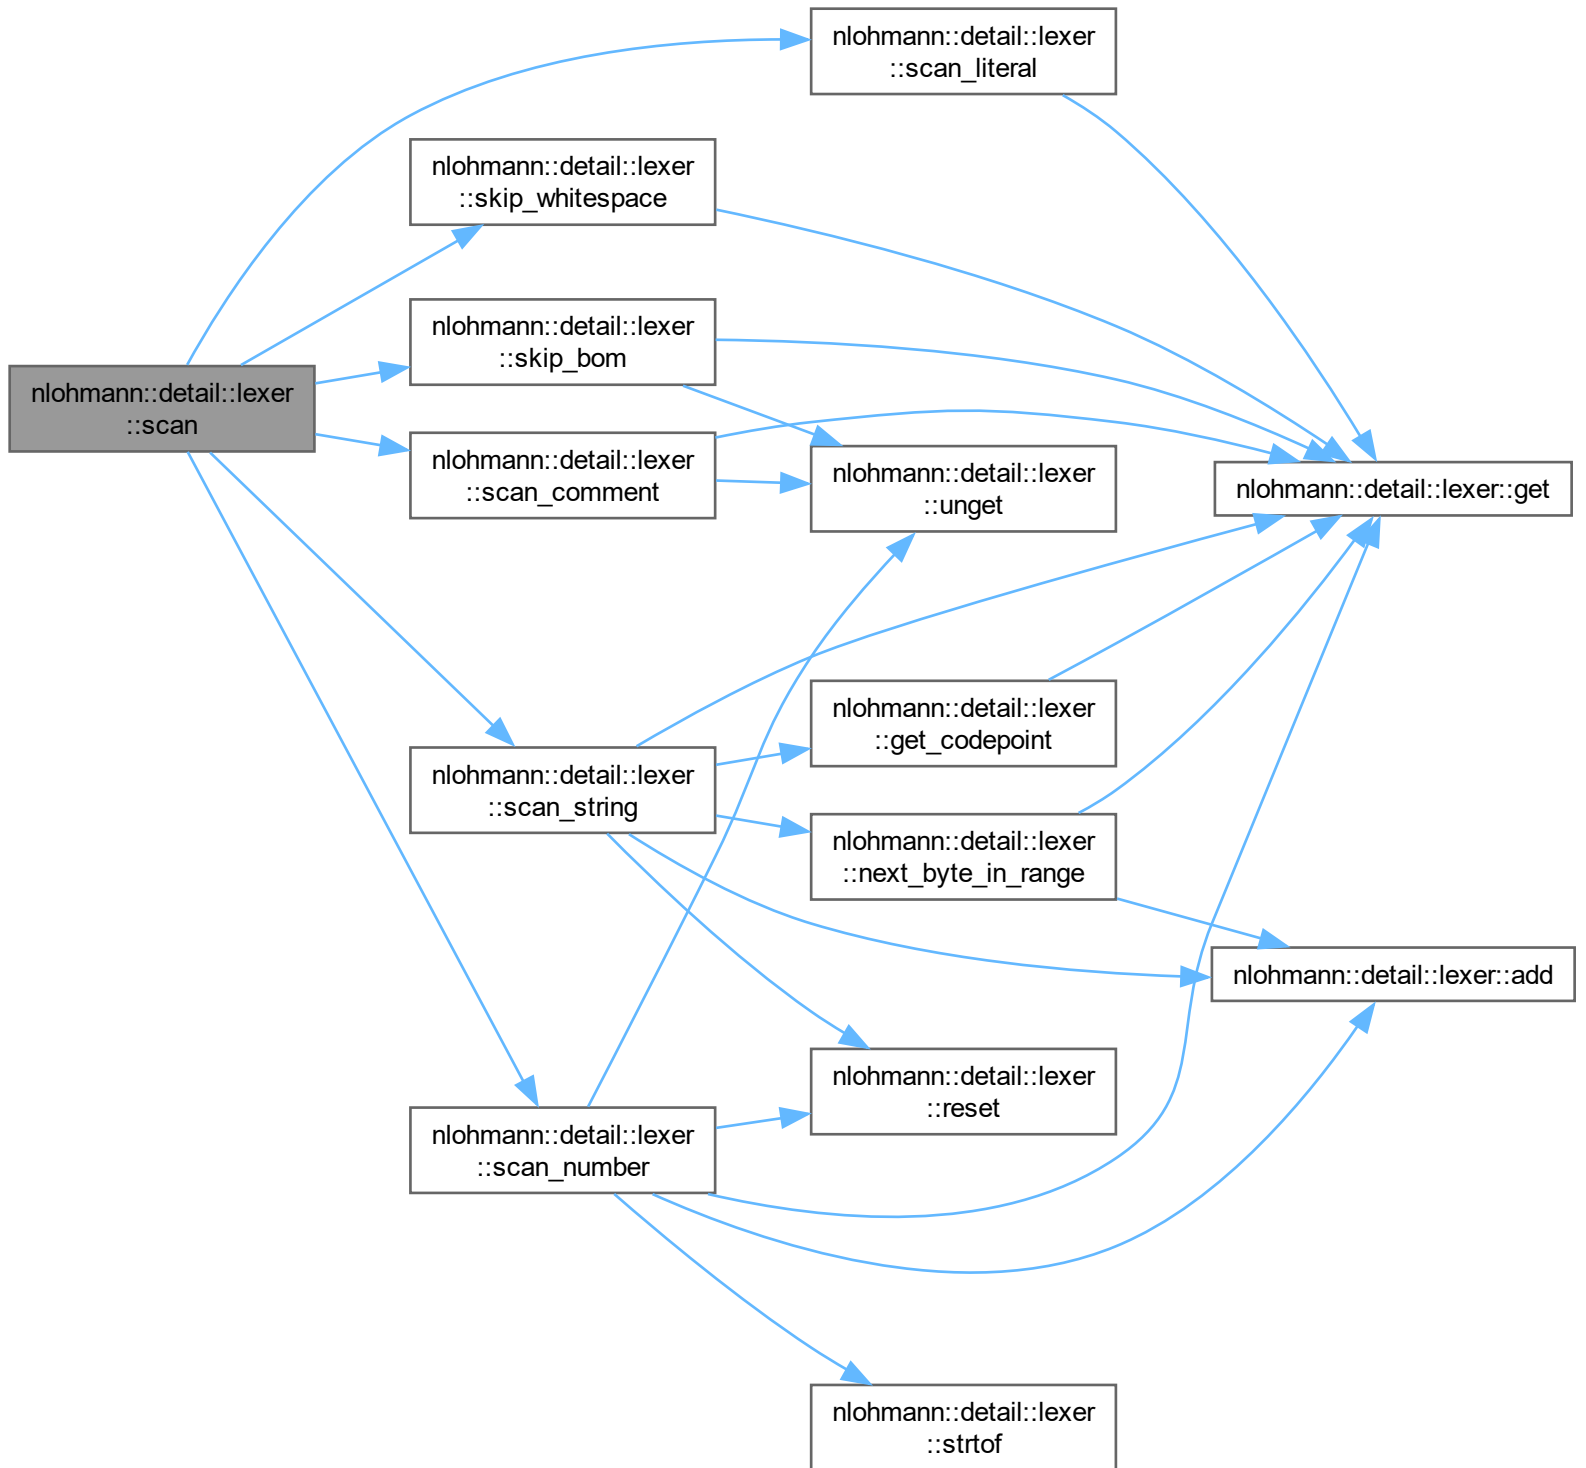 nlohmann::detail::lexer
::scan_literal
nlohmann::detail::lexer
::skip_whitespace
nlohmann::detail::lexer
::skip_bom
nlohmann::detail::lexer
::scan
nlohmann::detail::lexer
::scan_comment
nlohmann::detail::lexer
::unget
nlohmann::detail::lexer::get
nlohmann::detail::lexer
::get_codepoint
nlohmann::detail::lexer
::scan_string
nlohmann::detail::lexer
::next_byte_in_range
nlohmann::detail::lexer::add
nlohmann::detail::lexer
::reset
nlohmann::detail::lexer
::scan_number
nlohmann::detail::lexer
::strtof